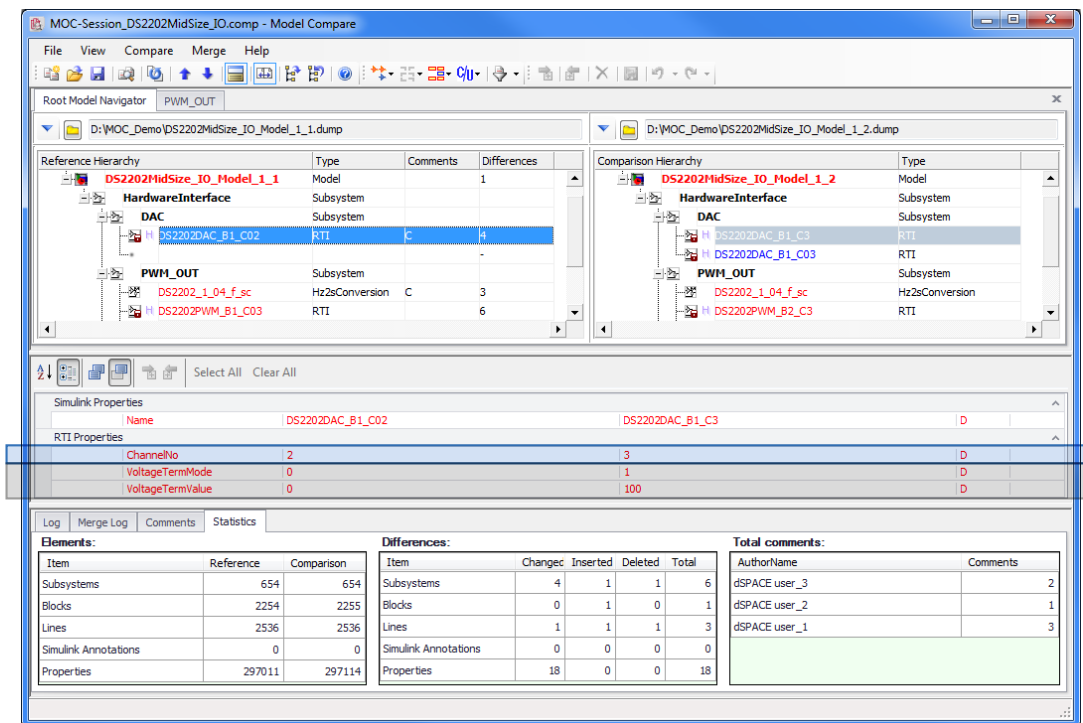 MOC-Session_DS2202MidSize_IO.comp - Model Compare
File View Compare Merge Help
Root Model Navigator PWM_OUT
D:\MOC_Demo\DS2202MidSize_IO_Model_1_1.dump D:\MOC_Demo\DS2202MidSize_IO_Model_1_2.dump
Reference Hierarchy Type Comments Differences Comparison Hierarchy Type
DS2202MidSize_IO_Model_1_1 Model 1 DS2202MidSize_IO_Model_1_2 Model
HardwareInterface Subsystem HardwareInterface Subsystem
DAC Subsystem DAC Subsystem
H DS2202DAC_B1_C02 RTI C 4 H DS2202DAC_B1_C3 RTI
- H DS2202DAC_B1_C03 RTI
PWM_OUT Subsystem PWM_OUT Subsystem
DS2202_1_04_f_sc Hz2sConversion C 3 DS2202_1_04_f_sc Hz2sConversion
H DS2202PWM_B1_C03 RTI 6 H DS2202PWM_B2_C3 RTI
Select All Clear All
Simulink Properties
Name DS2202DAC_B1_C02 DS2202DAC_B1_C3 D
RTI Properties
ChannelNo 2 3 D
VoltageTermMode 0 1 D
VoltageTermValue 0 100 D
Log Merge Log Comments Statistics
Elements: Differences: Total comments:
Item Reference Comparison Item Changed Inserted Deleted Total AuthorName Comments
Subsystems 654 654 Subsystems 4 1 1 6 dSPACE user_3 2
Blocks 2254 2255 Blocks 0 1 0 1 dSPACE user_2 1
Lines 2536 2536 Lines 1 1 1 3 dSPACE user_1 3
Simulink Annotations 0 0 Simulink Annotations 0 0 0 0
Properties 297011 297114 Properties 18 0 0 18